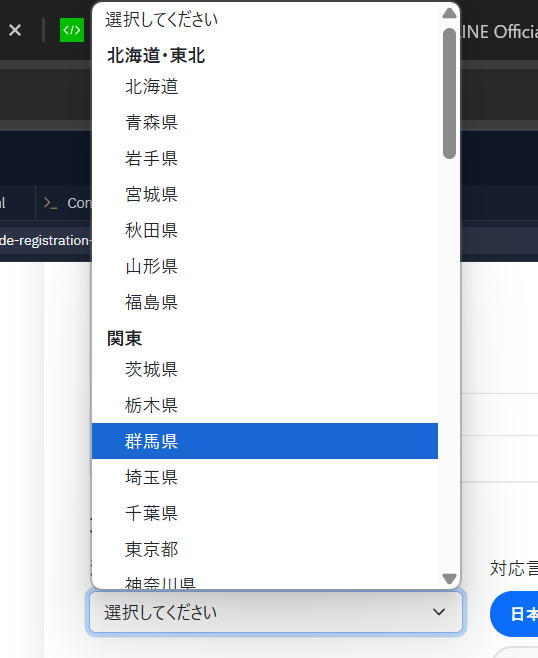 </>
LINE Offici
選択してください
北海道・東北
北海道
青森県
岩手県
宮城県
秋田県
山形県
福島県
関東
茨城県
栃木県
群馬県
埼玉県
千葉県
東京都
神奈川県
>_ Con
de-registration-
選択してください
対応言
日本